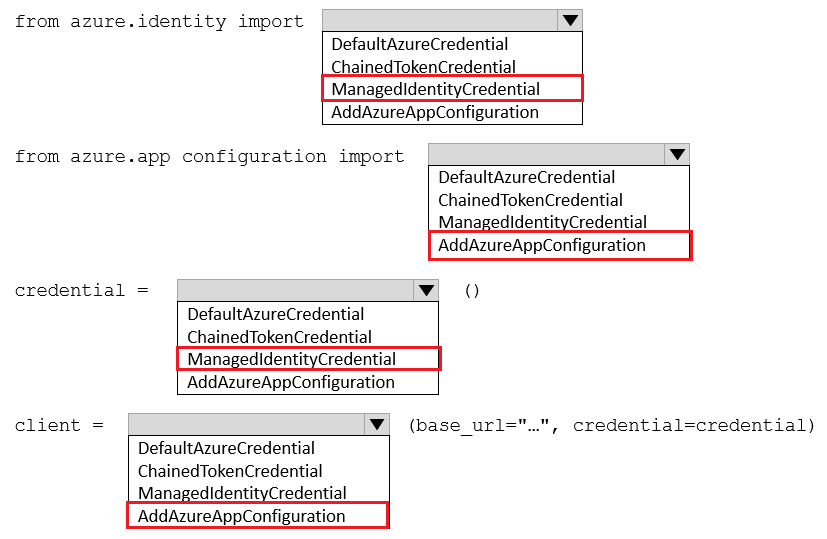 from azure.identity import
DefaultAzureCredential
ChainedTokenCredential
ManagedIdentityCredential
AddAzureAppConfiguration
from azure.app configuration import
DefaultAzureCredential
ChainedTokenCredential
ManagedIdentityCredential
AddAzureAppConfiguration
credential = ()
DefaultAzureCredential
ChainedTokenCredential
ManagedIdentityCredential
AddAzureAppConfiguration
client = (base_url="…", credential=credential)
DefaultAzureCredential
ChainedTokenCredential
ManagedIdentityCredential
AddAzureAppConfiguration